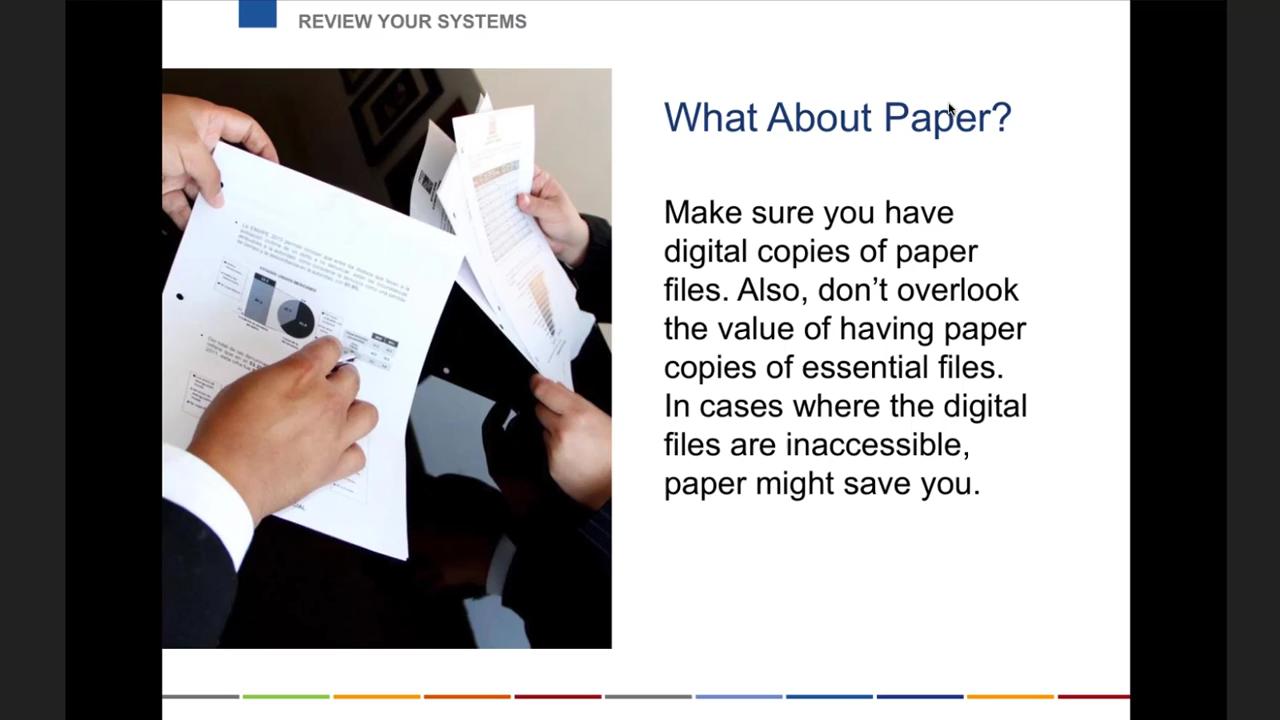 REVIEW YOUR SYSTEMS
What About Paper?
Make sure you have
digital copies of paper
files. Also, don’t overlook
the value of having paper
copies of essential files.
In cases where the digital
files are inaccessible,
paper might save you.